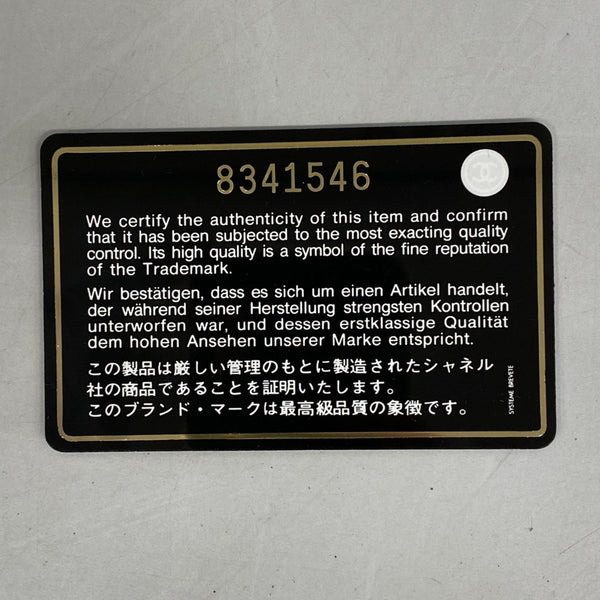 8341546
We certify the authenticity of this item and confirm
that it has been subjected to the most exacting quality
control. Its high quality is a symbol of the fine reputation
of the Trademark.
Wir bestätigen, dass es sich um einen Artikel handelt,
der während seiner Herstellung strengsten Kontrollen
unterworfen war, und dessen erstklassige Qualität
dem hohen Ansehen unserer Marke entspricht.
この製品は厳しい管理のもとに製造されたシャネル
社の商品であることを証明いたします。
このブランド・マークは最高級品質の象徴です。
SYSTEME BREVETE